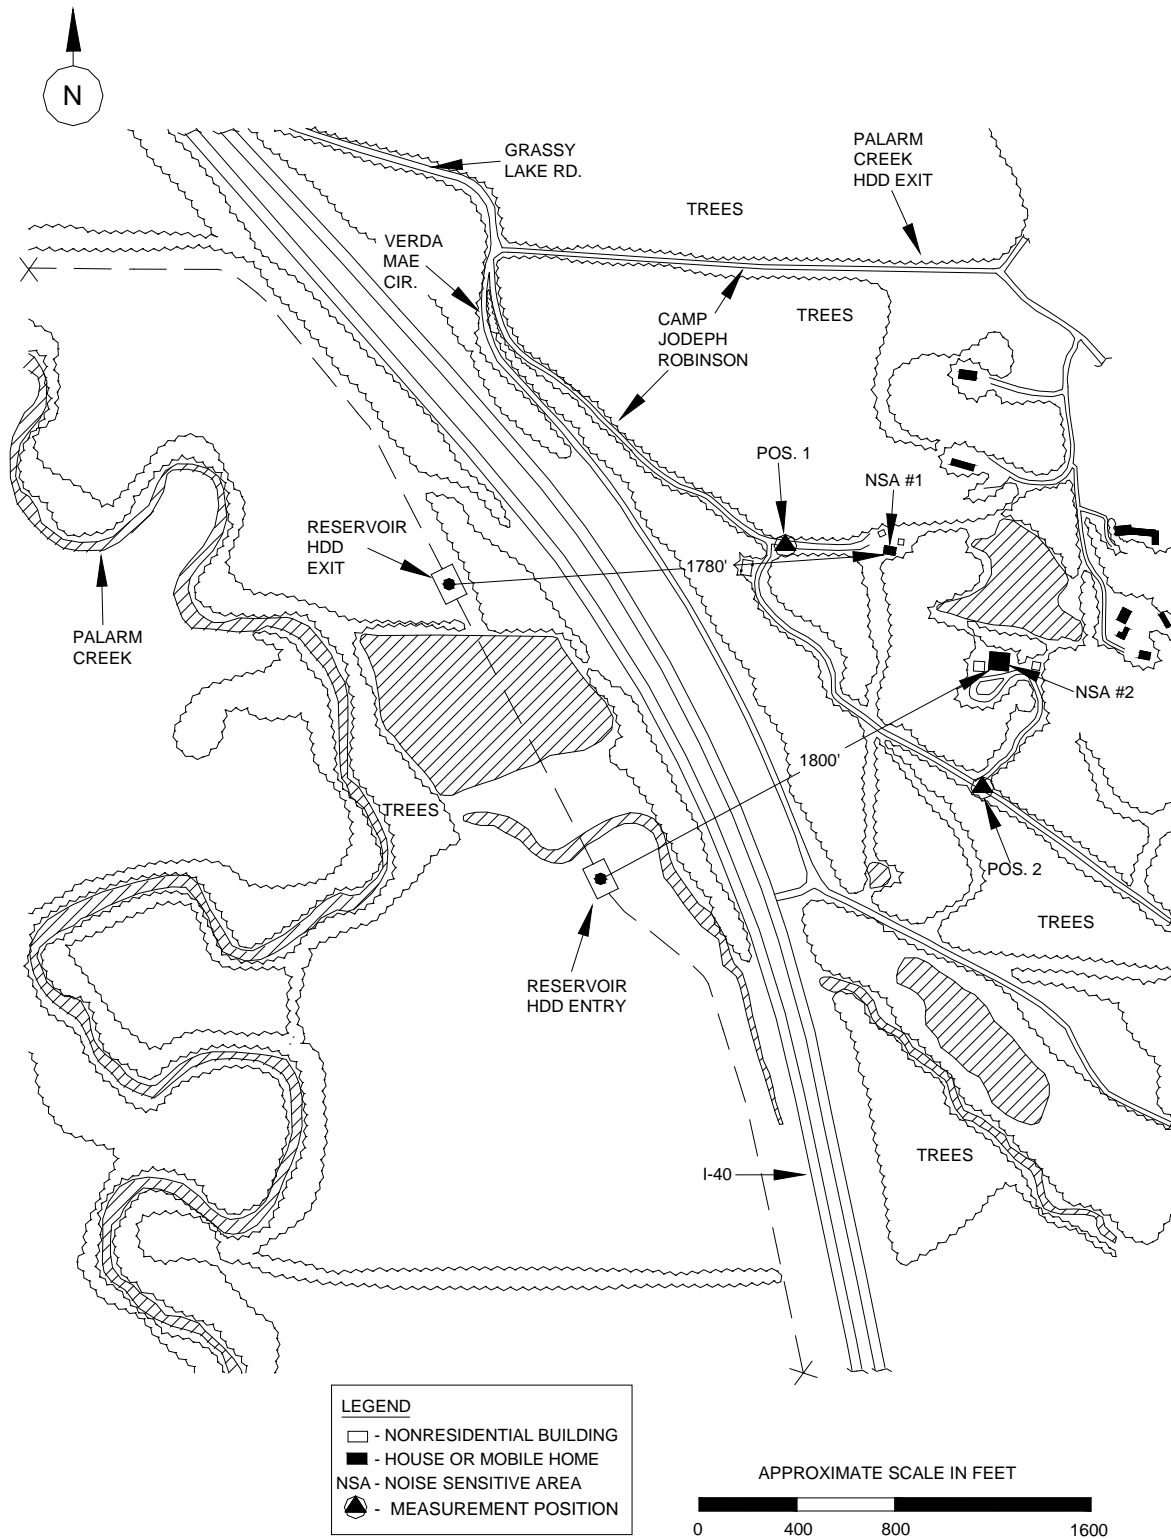 N
GRASSY
LAKE RD.
PALARM
CREEK
HDD EXIT
TREES
VERDA
MAE
CIR.
TREES
CAMP
JODEPH
ROBINSON
POS. 1
NSA #1
RESERVOIR
HDD
EXIT
1780'
PALARM
CREEK
NSA #2
1800'
TREES
POS. 2
TREES
RESERVOIR
HDD ENTRY
TREES
I-40
LEGEND
- NONRESIDENTIAL BUILDING
- HOUSE OR MOBILE HOME
NSA - NOISE SENSITIVE AREA
- MEASUREMENT POSITION
APPROXIMATE SCALE IN FEET
0 400 800 1600